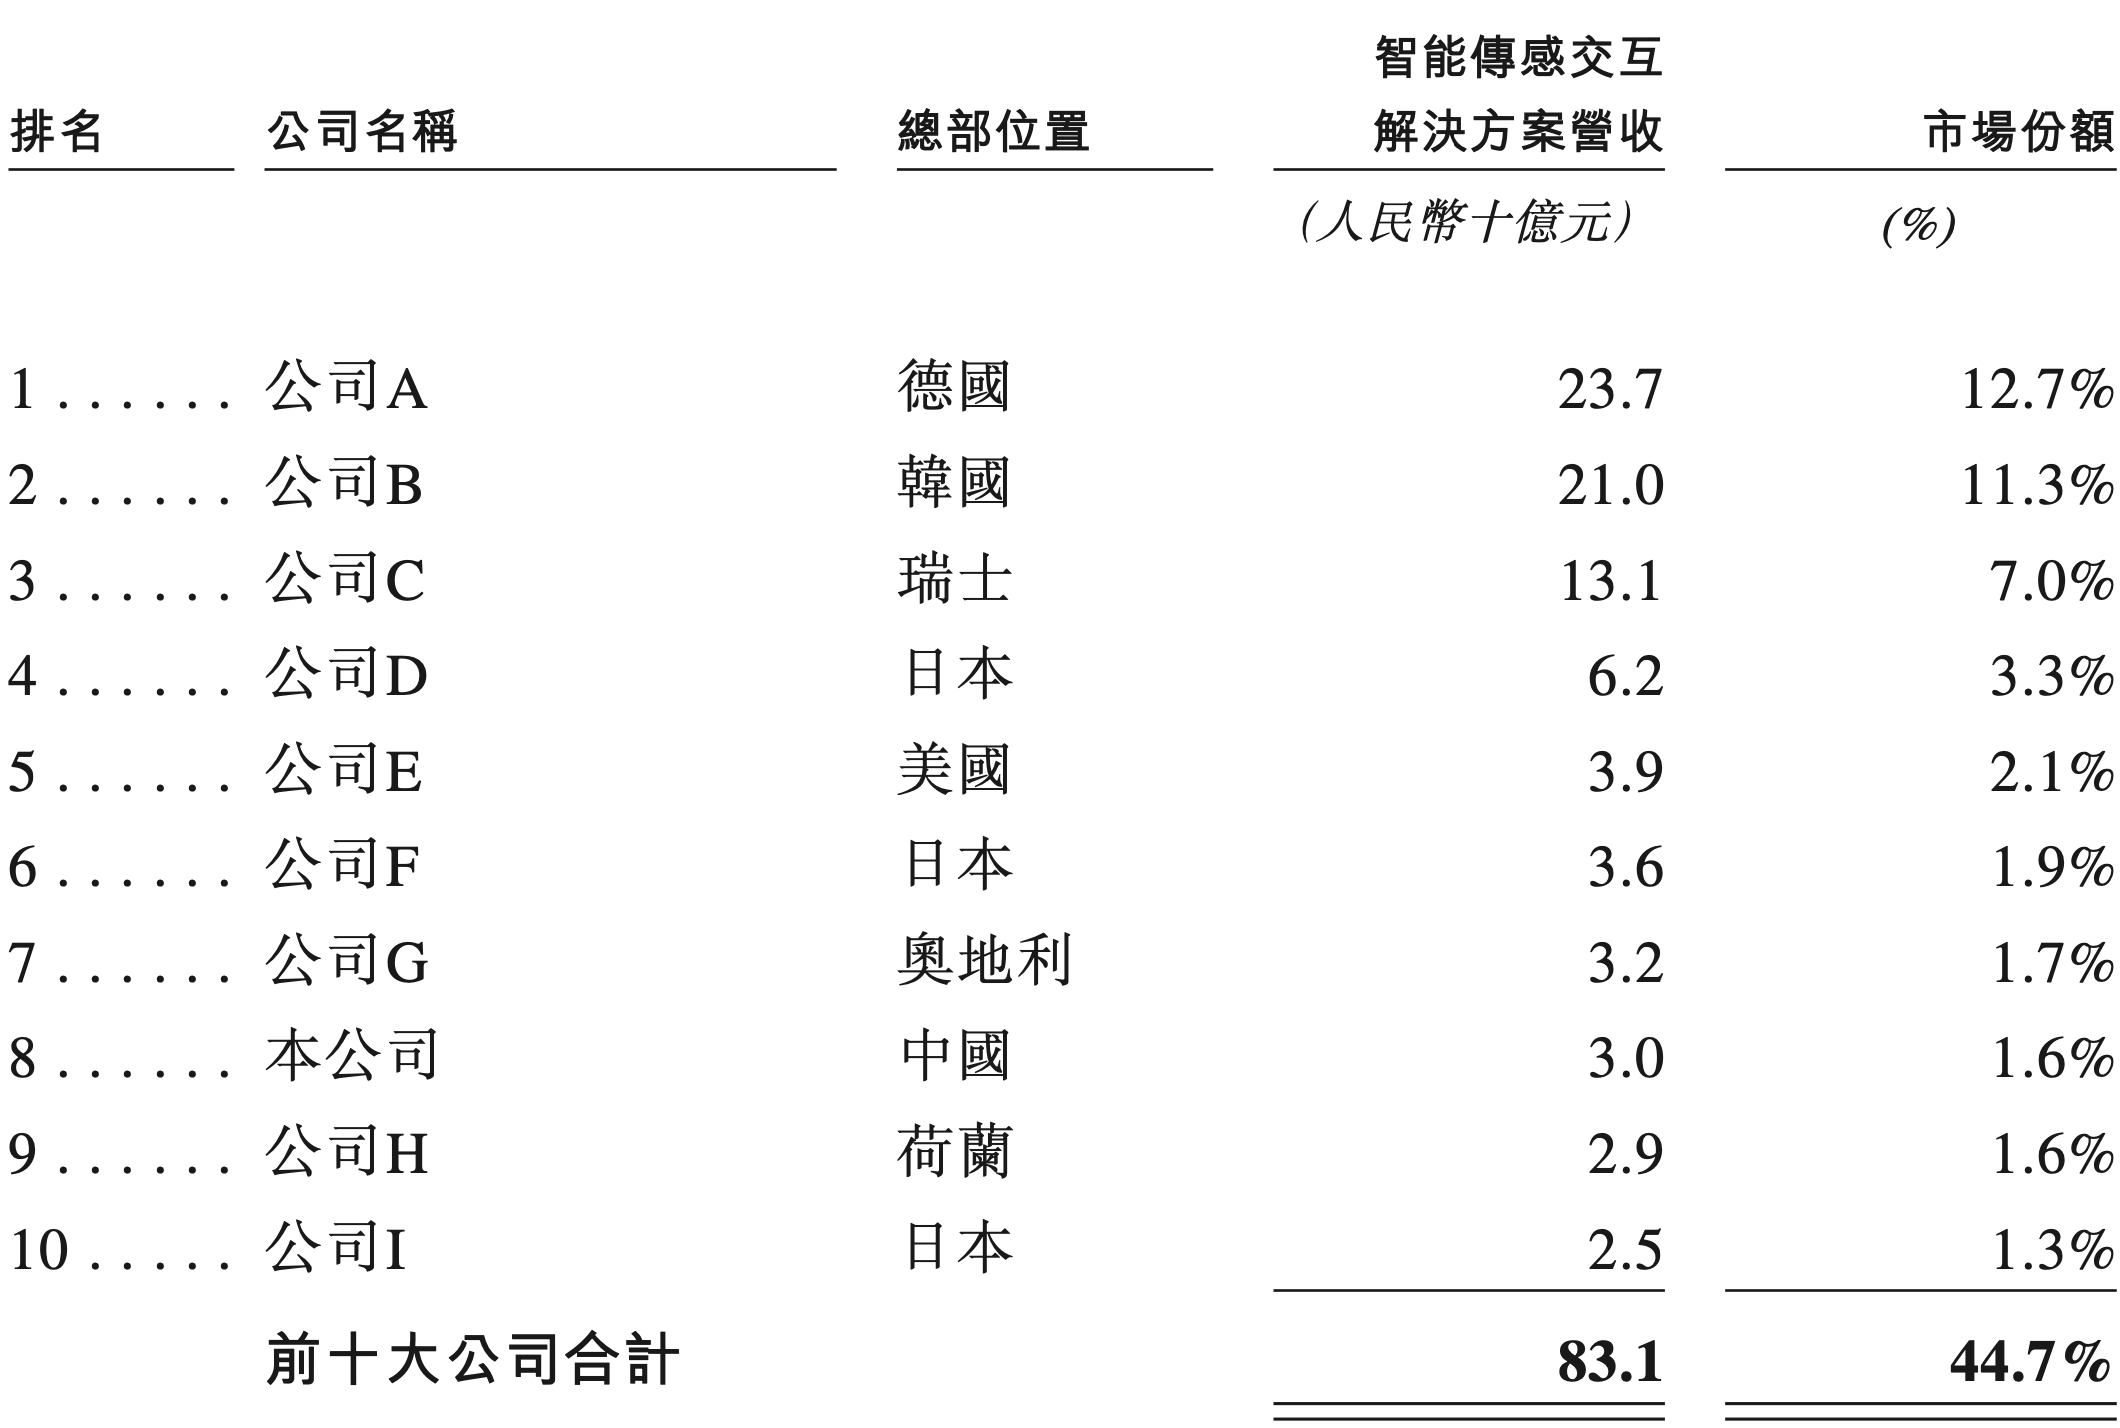 智能傳感交互
排名 公司名稱 總部位置 解決方案營收 市場份額
(人民幣十億元) (%)
1 . . . . . . 公司A 德國 23.7 12.7%
2 . . . . . . 公司B 韓國 21.0 11.3%
3 . . . . . . 公司C 瑞士 13.1 7.0%
4 . . . . . . 公司D 日本 6.2 3.3%
5 . . . . . . 公司E 美國 3.9 2.1%
6 . . . . . . 公司F 日本 3.6 1.9%
7 . . . . . . 公司G 奧地利 3.2 1.7%
8 . . . . . . 本公司 中國 3.0 1.6%
9 . . . . . . 公司H 荷蘭 2.9 1.6%
10 . . . . . 公司I 日本 2.5 1.3%
前十大公司合計 83.1 44.7%